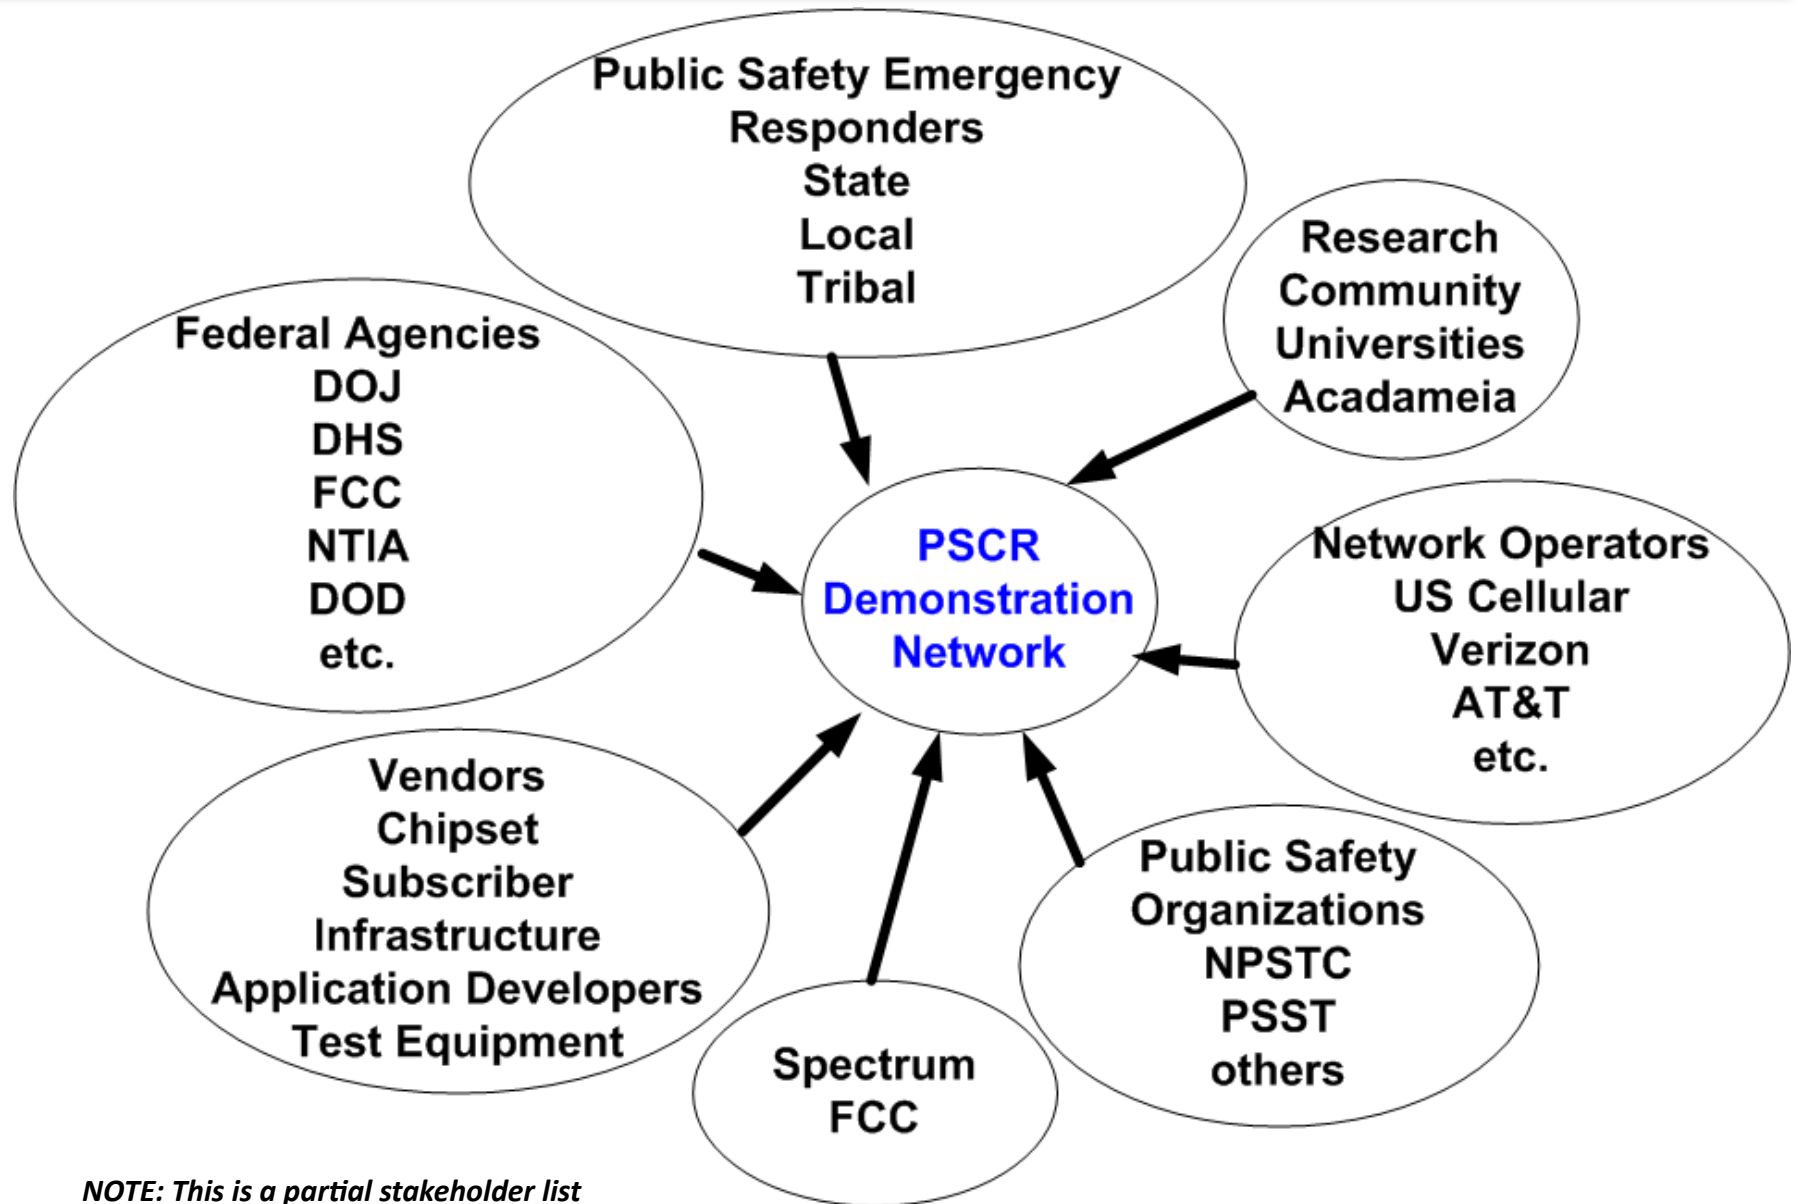 Public Safety Emergency
Responders
State
Local
Tribal
Research
Community
Universities
Acadameia
Federal Agencies
DOJ
DHS
FCC
NTIA
DOD
etc.
PSCR
Demonstration
Network
Network Operators
US Cellular
Verizon
AT&T
etc.
Vendors
Chipset
Subscriber
Infrastructure
Application Developers
Test Equipment
Spectrum
FCC
Public Safety
Organizations
NPSTC
PSST
others
NOTE: This is a partial stakeholder list